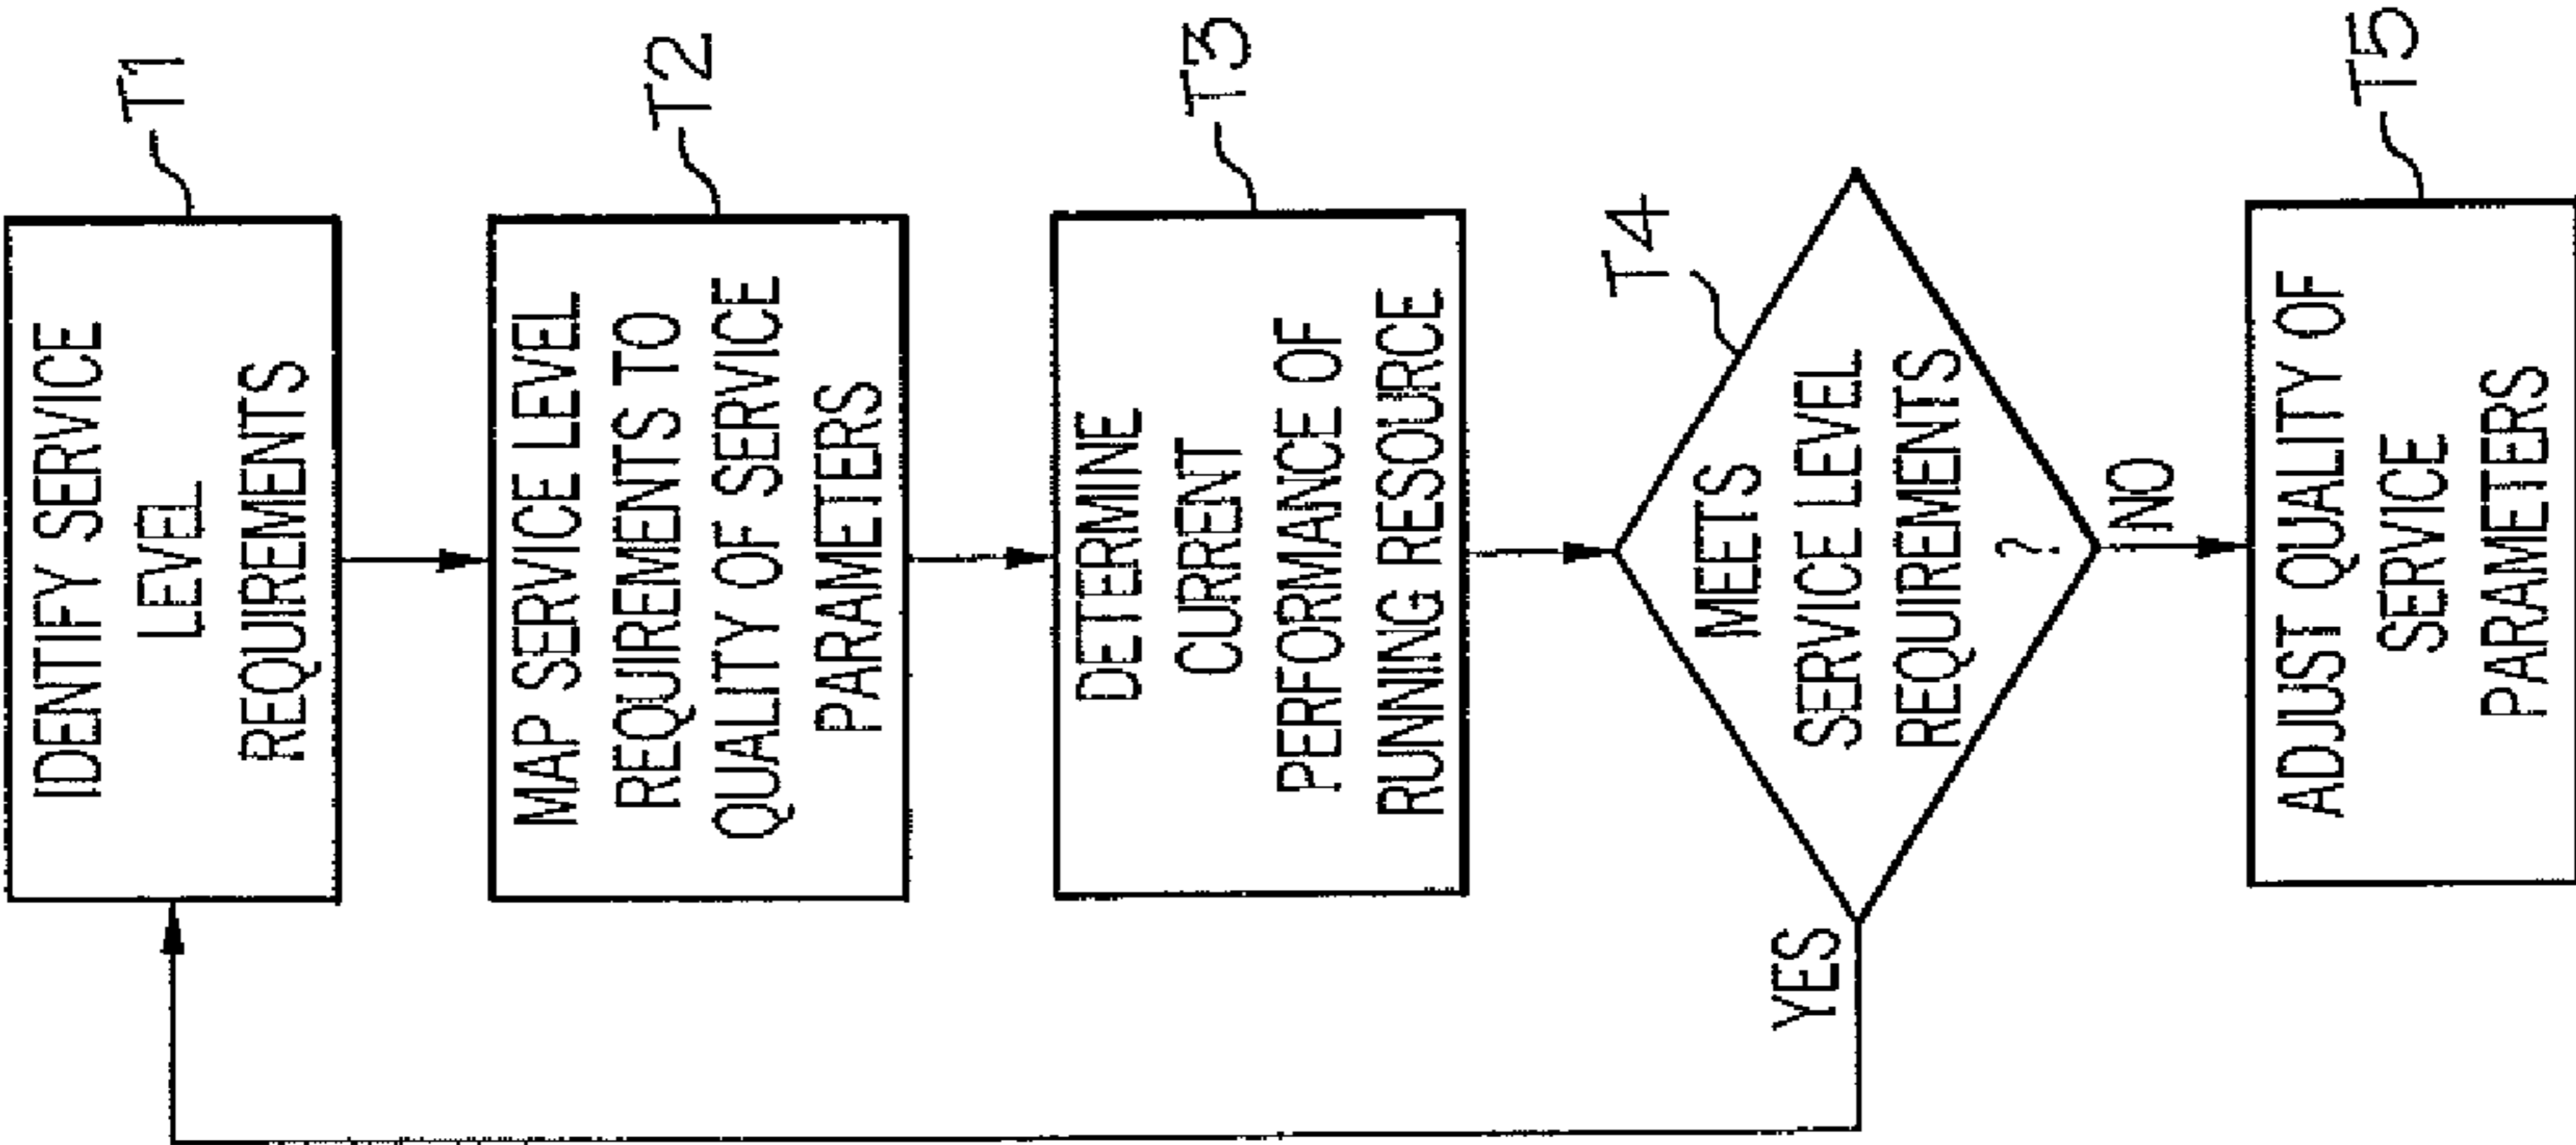 IDENTIFY SERVICE
LEVEL
REQUIREMENTS
T1
MAP SERVICE LEVEL
REQUIREMENTS TO
QUALITY OF SERVICE
PARAMETERS
T2
DETERMINE
CURRENT
PERFORMANCE OF
RUNNING RESOURCE
T3
MEETS
SERVICE LEVEL
REQUIREMENTS
?
T4
YES
NO
ADJUST QUALITY OF
SERVICE
PARAMETERS
T5